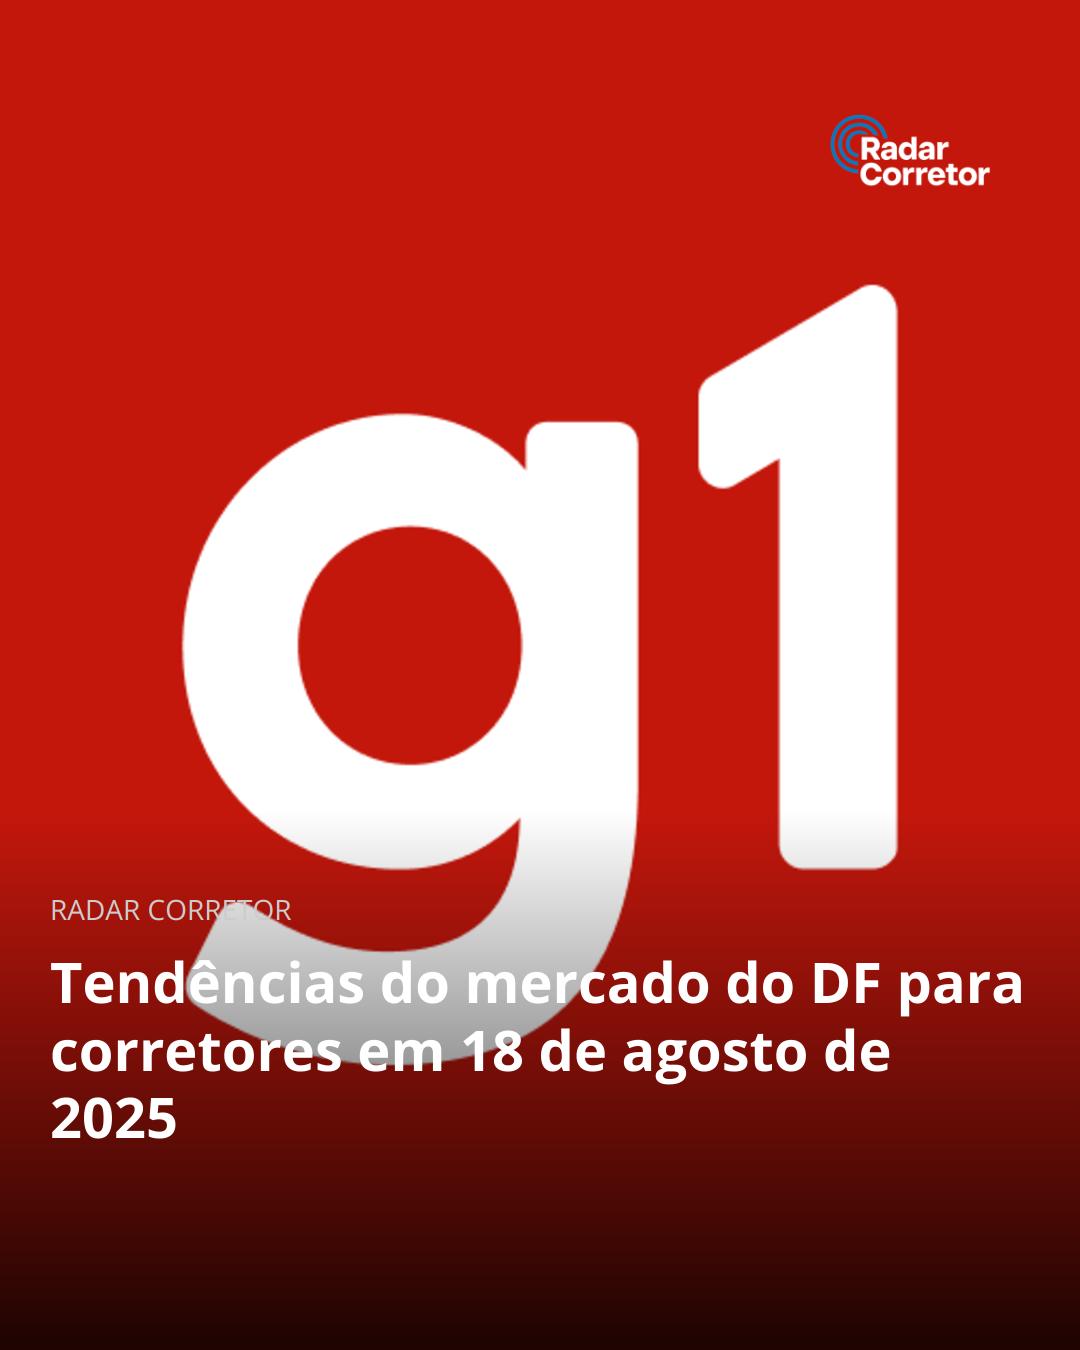 Radar
Corretor
g1
RADAR CORRETOR
Tendências do mercado do DF para
corretores em 18 de agosto de
2025